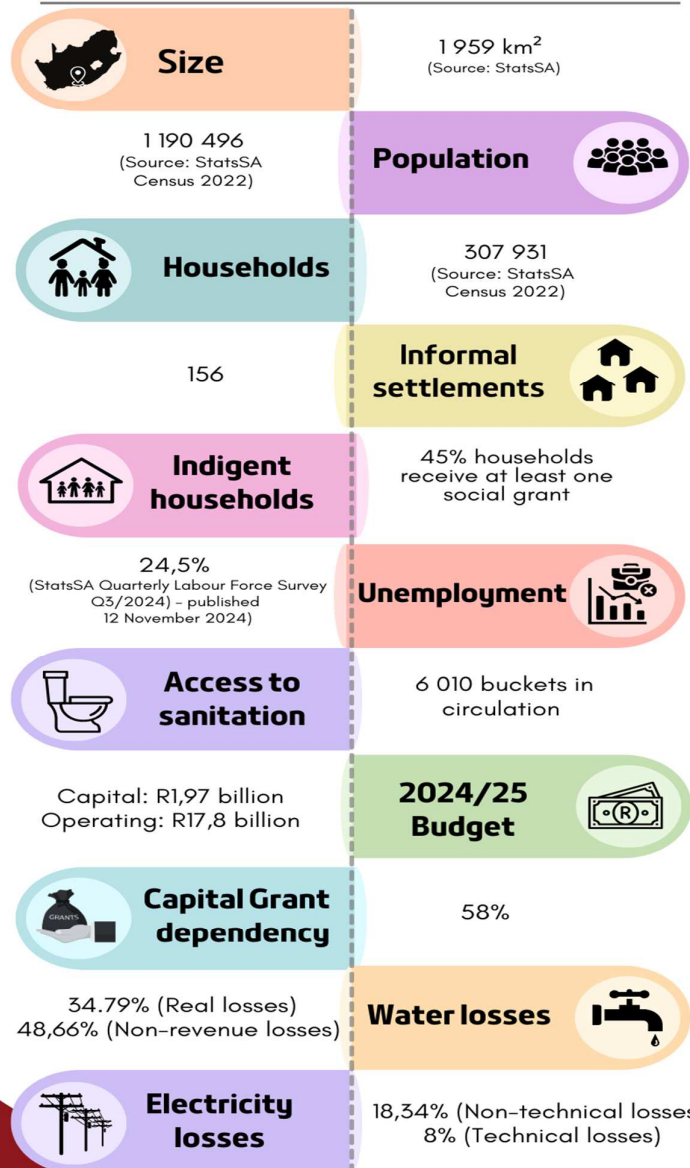 Size
1 959 km²
(Source: StatsSA)
1 190 496
(Source: StatsSA
Census 2022)
Population
Households
307 931
(Source: StatsSA
Census 2022)
156
Informal
settlements
Indigent
households
45% households
receive at least one
social grant
24,5%
(StatsSA Quarterly Labour Force Survey
Q3/2024) – published
12 November 2024)
Unemployment
Access to
sanitation
6 010 buckets in
circulation
Capital: R1,97 billion
Operating: R17,8 billion
2024/25
Budget
R
GRANTS
Capital Grant
dependency
58%
34.79% (Real losses)
48,66% (Non-revenue losses)
Water losses
Electricity
losses
18,34% (Non-technical losses
8% (Technical losses)